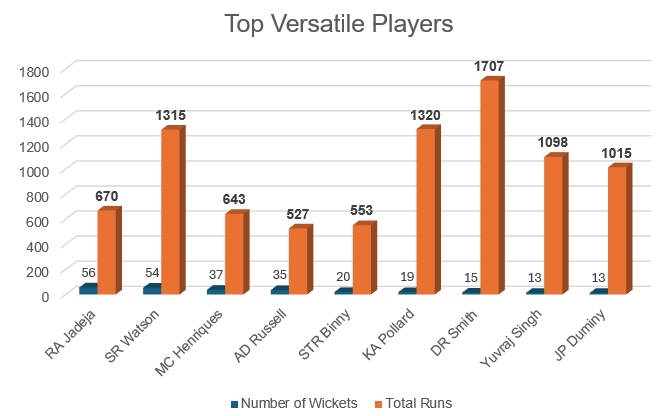 Top Versatile Players
1800
1600
1400
1200
1000
800
600
400
200
0
56 670
54 1315
37 643
35 527
20 553
19 1320
15 1707
13 1098
13 1015
RA Jadeja
SR Watson
MC Henriques
AD Russell
STR Binny
KA Pollard
DR Smith
Yuvraj Singh
JP Duminy
Number of Wickets Total Runs